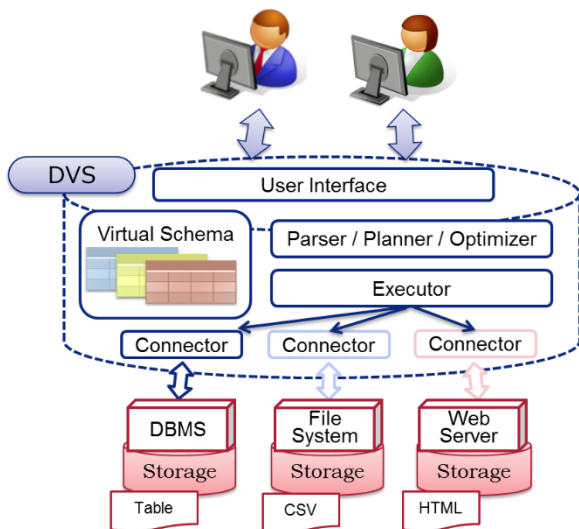 DVS
User Interface
Virtual Schema
Parser / Planner / Optimizer
Executor
Connector
Connector
Connector
DBMS
File
System
Web
Server
Storage
Storage
Storage
Table
CSV
HTML